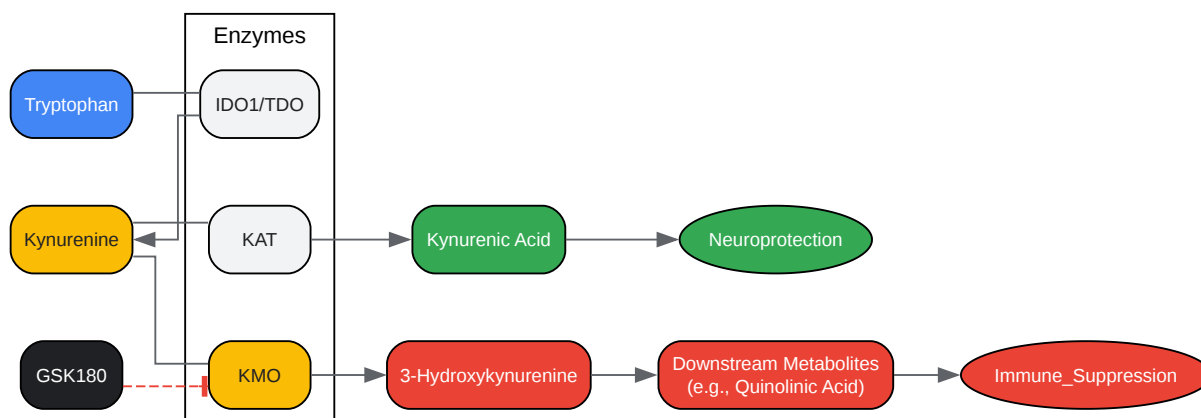 Enzymes
Tryptophan
IDO1/TDO
Kynurenine
KAT
Kynurenic Acid
Neuroprotection
GSK180
KMO
3-Hydroxykynurenine
Downstream Metabolites
(e.g., Quinolinic Acid)
Immune_Suppression